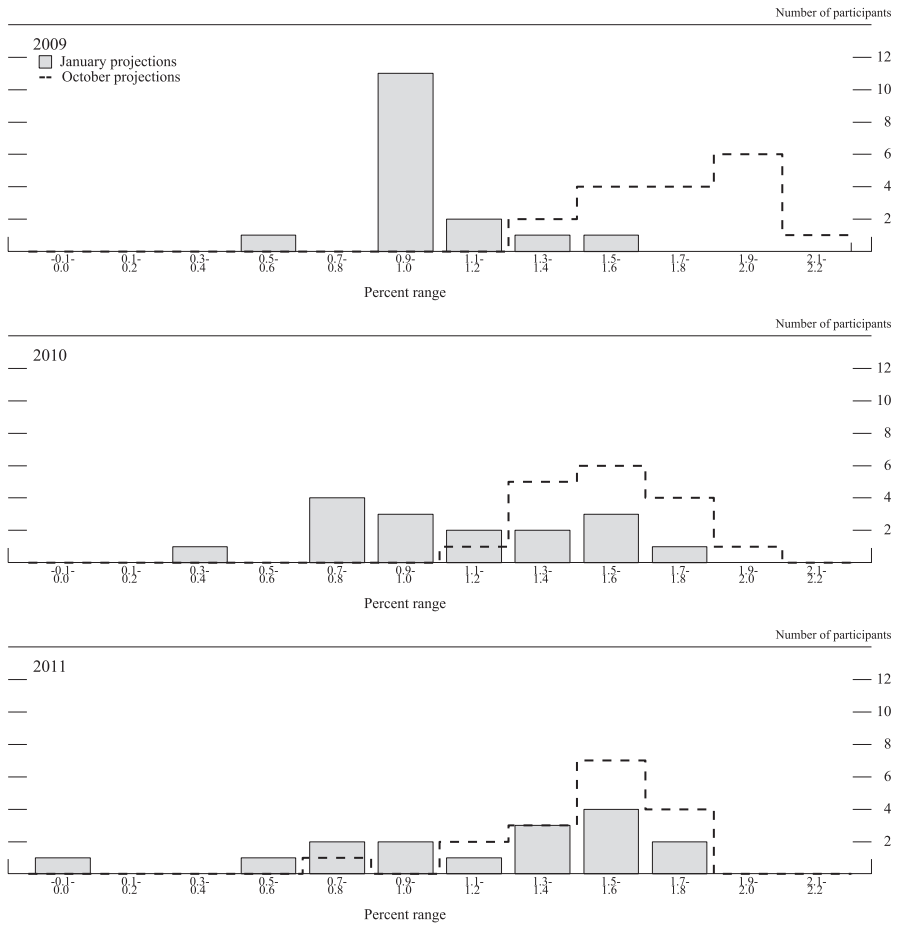 Number of participants
2009
January projections
October projections
12
10
8
6
4
2
-0.1- 0.1- 0.3- 0.5- 0.7- 0.9- 1.1- 1.3- 1.5- 1.7- 1.9- 2.1-
0.0 0.2 0.4 0.6 0.8 1.0 1.2 1.4 1.6 1.8 2.0 2.2
Percent range
Number of participants
2010
12
10
8
6
4
2
-0.1- 0.1- 0.3- 0.5- 0.7- 0.9- 1.1- 1.3- 1.5- 1.7- 1.9- 2.1-
0.0 0.2 0.4 0.6 0.8 1.0 1.2 1.4 1.6 1.8 2.0 2.2
Percent range
Number of participants
2011
12
10
8
6
4
2
-0.1- 0.1- 0.3- 0.5- 0.7- 0.9- 1.1- 1.3- 1.5- 1.7- 1.9- 2.1-
0.0 0.2 0.4 0.6 0.8 1.0 1.2 1.4 1.6 1.8 2.0 2.2
Percent range